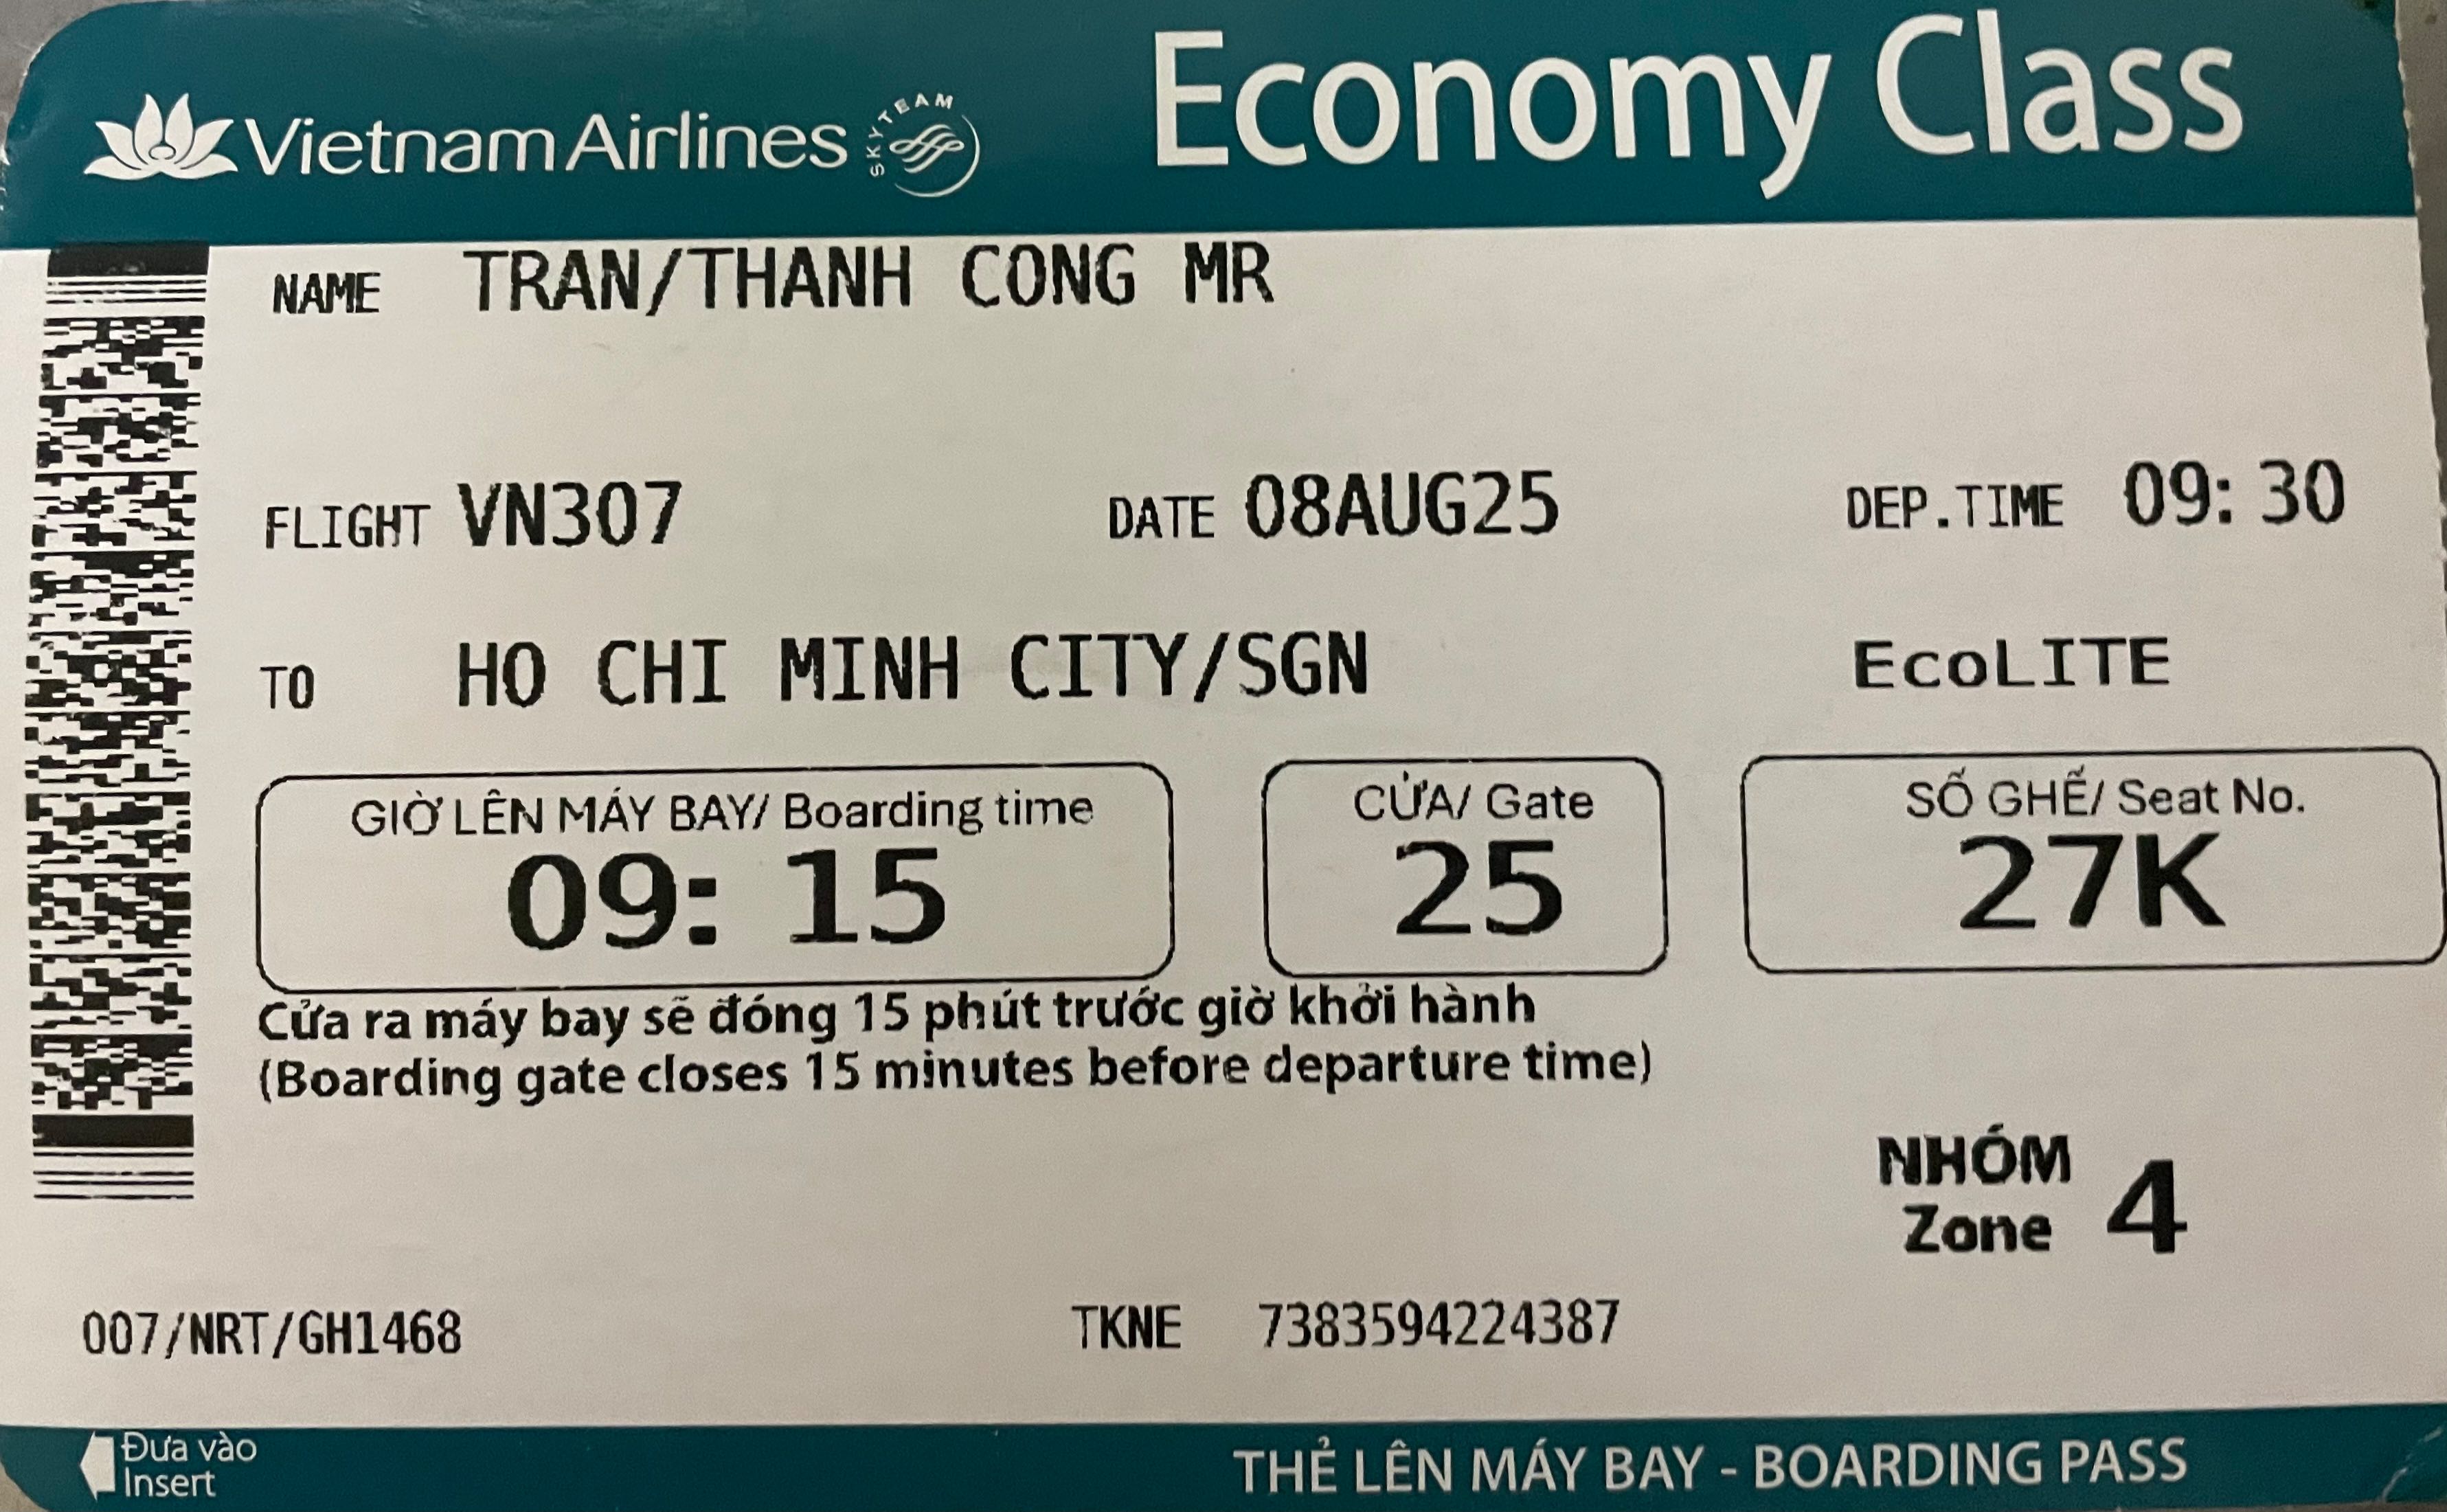 Vietnam Airlines SKYTEAM Economy Class
NAME TRAN/THANH CONG MR
FLIGHT VN307 DATE 08AUG25 DEP.TIME 09: 30
TO HO CHI MINH CITY/SGN EcoLITE
GIỜ LÊN MÁY BAY/ Boarding time CỬA/ Gate SỐ GHẾ/ Seat No.
09: 15 25 27K
Cửa ra máy bay sẽ đóng 15 phút trước giờ khởi hành
(Boarding gate closes 15 minutes before departure time)
NHÓM
Zone 4
007/NRT/GH1468 TKNE 7383594224387
Đưa vào
Insert
THẺ LÊN MÁY BAY - BOARDING PASS